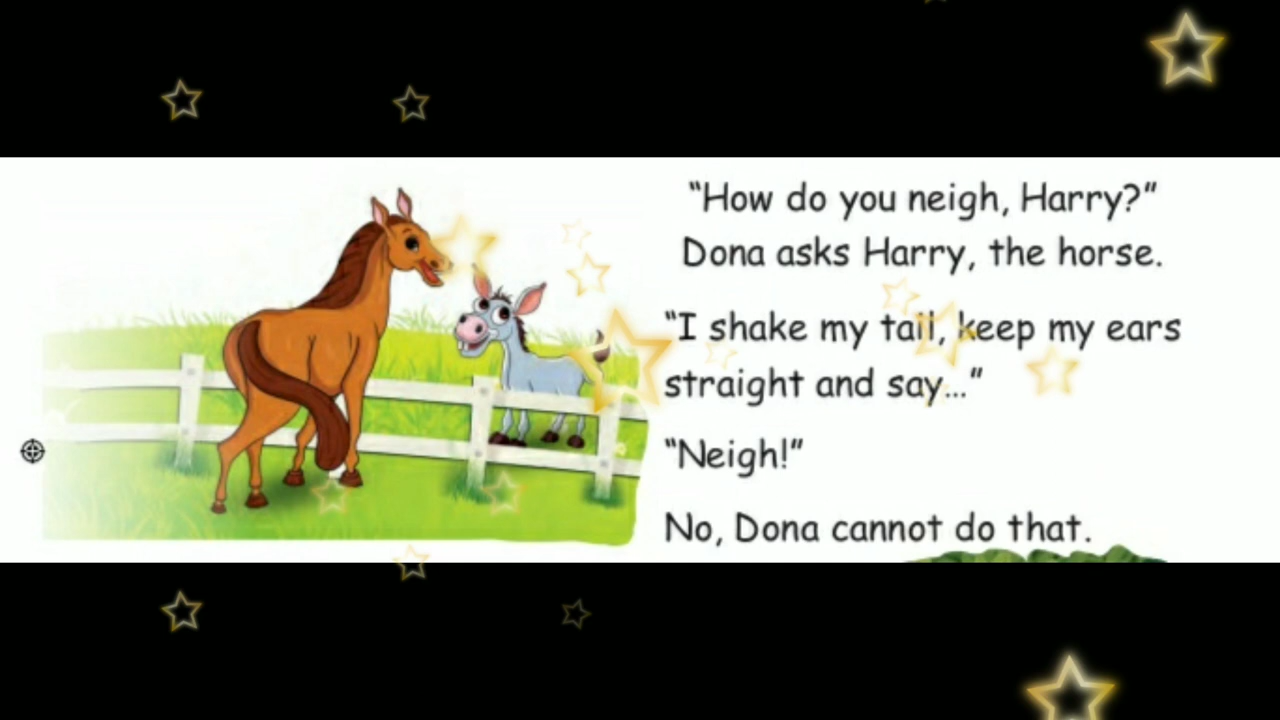 “How do you neigh, Harry?”
Dona asks Harry, the horse.
“I shake my tail, keep my ears
straight and say...”
“Neigh!”
No, Dona cannot do that.